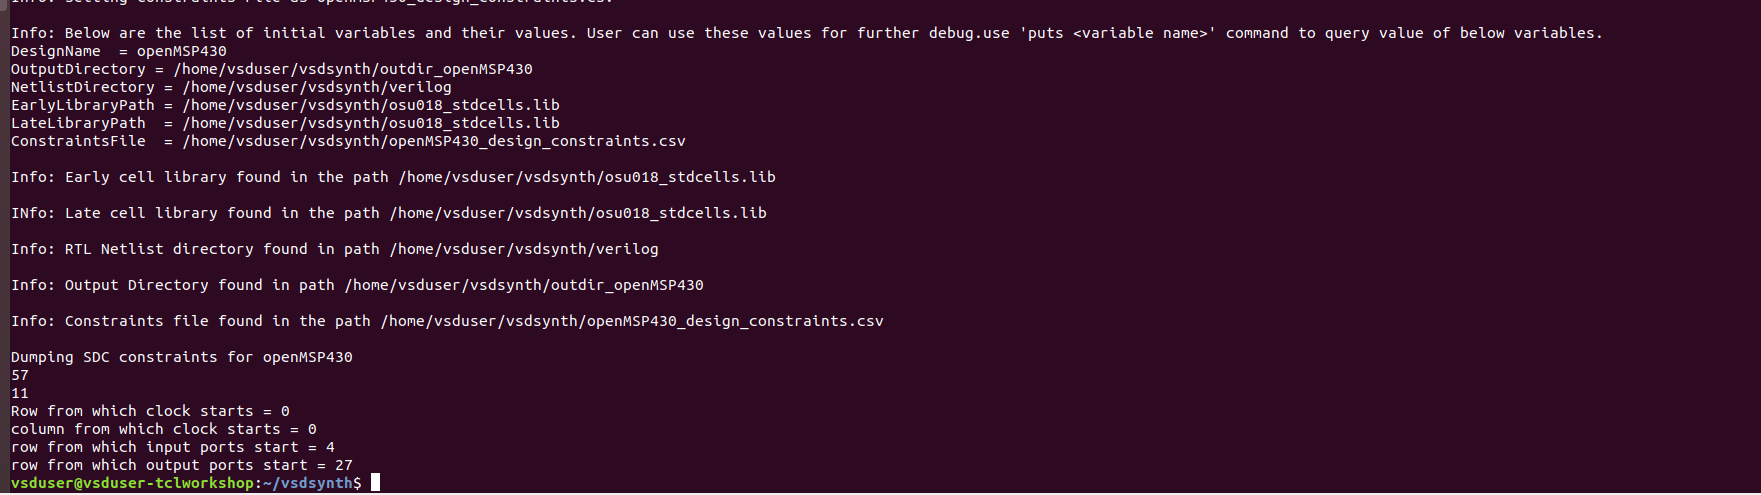 Info: Setting constraints file as openMSP430_design_constraints.csv.
Info: Below are the list of initial variables and their values. User can use these values for further debug.use 'puts <variable name>' command to query value of below variables.
DesignName  = openMSP430
OutputDirectory = /home/vsduser/vsdsynth/outdir_openMSP430
NetlistDirectory = /home/vsduser/vsdsynth/verilog
EarlyLibraryPath = /home/vsduser/vsdsynth/osu018_stdcells.lib
LateLibraryPath  = /home/vsduser/vsdsynth/osu018_stdcells.lib
ConstraintsFile  = /home/vsduser/vsdsynth/openMSP430_design_constraints.csv
Info: Early cell library found in the path /home/vsduser/vsdsynth/osu018_stdcells.lib
INfo: Late cell library found in the path /home/vsduser/vsdsynth/osu018_stdcells.lib
Info: RTL Netlist directory found in path /home/vsduser/vsdsynth/verilog
Info: Output Directory found in path /home/vsduser/vsdsynth/outdir_openMSP430
Info: Constraints file found in the path /home/vsduser/vsdsynth/openMSP430_design_constraints.csv
Dumping SDC constraints for openMSP430
57
11
Row from which clock starts = 0
column from which clock starts = 0
row from which input ports start = 4
row from which output ports start = 27
vsduser@vsduser-tclworkshop:~/vsdsynth$